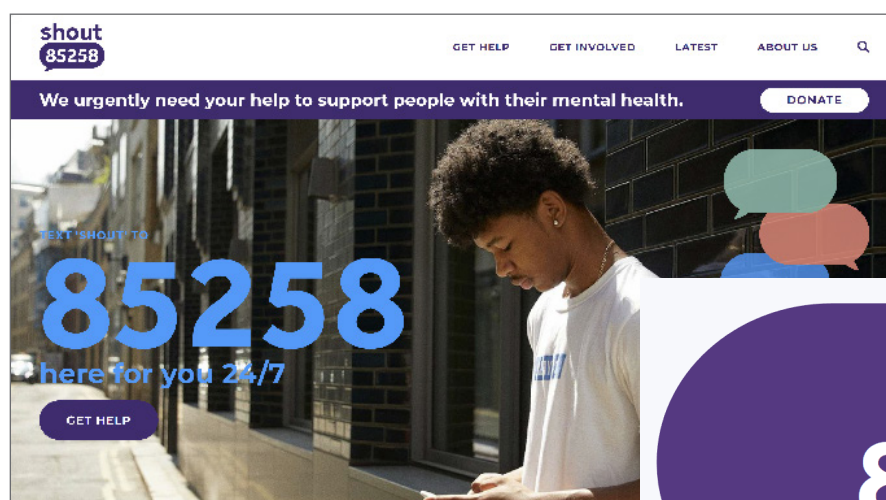 shout
85258
GET HELP GET INVOLVED LATEST ABOUT US
We urgently need your help to support people with their mental health. DONATE
TEXT 'SHOUT' TO
85258
here for you 24/7
GET HELP
8